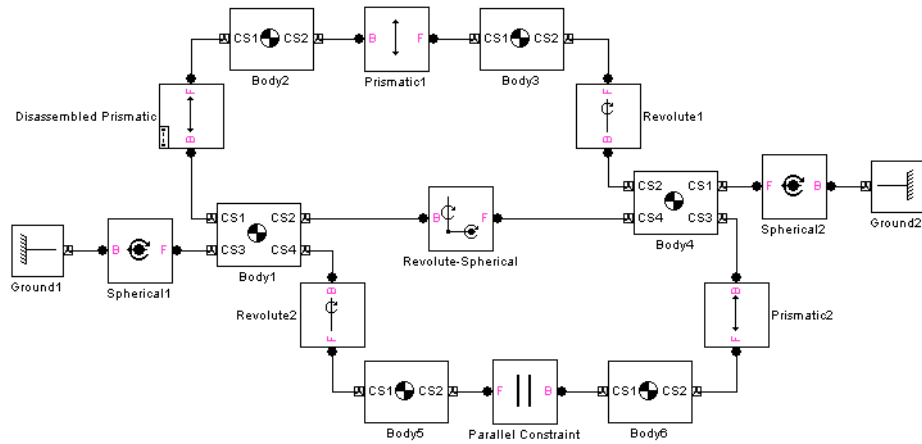 CS1 CS2
B F
CS1 CS2
Body2
Prismatic1
Body3
F
B
Disassembled Prismatic
F
B
Revolute1
CS1 CS2
CS3 CS4
Body1
B F
Revolute-Spherical
CS2 CS1
CS4 CS3
Body4
F B
Spherical2
Ground2
Ground1
B F
Spherical1
B
F
Revolute2
B
F
Prismatic2
CS1 CS2
Body5
F B
Parallel Constraint
CS1 CS2
Body6